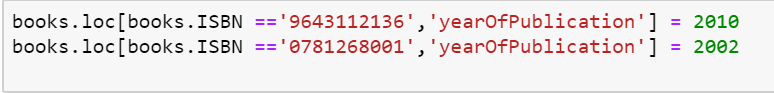 books.loc[books.ISBN =='9643112136','yearOfPublication'] = 2010
books.loc[books.ISBN =='0781268001','yearOfPublication'] = 2002